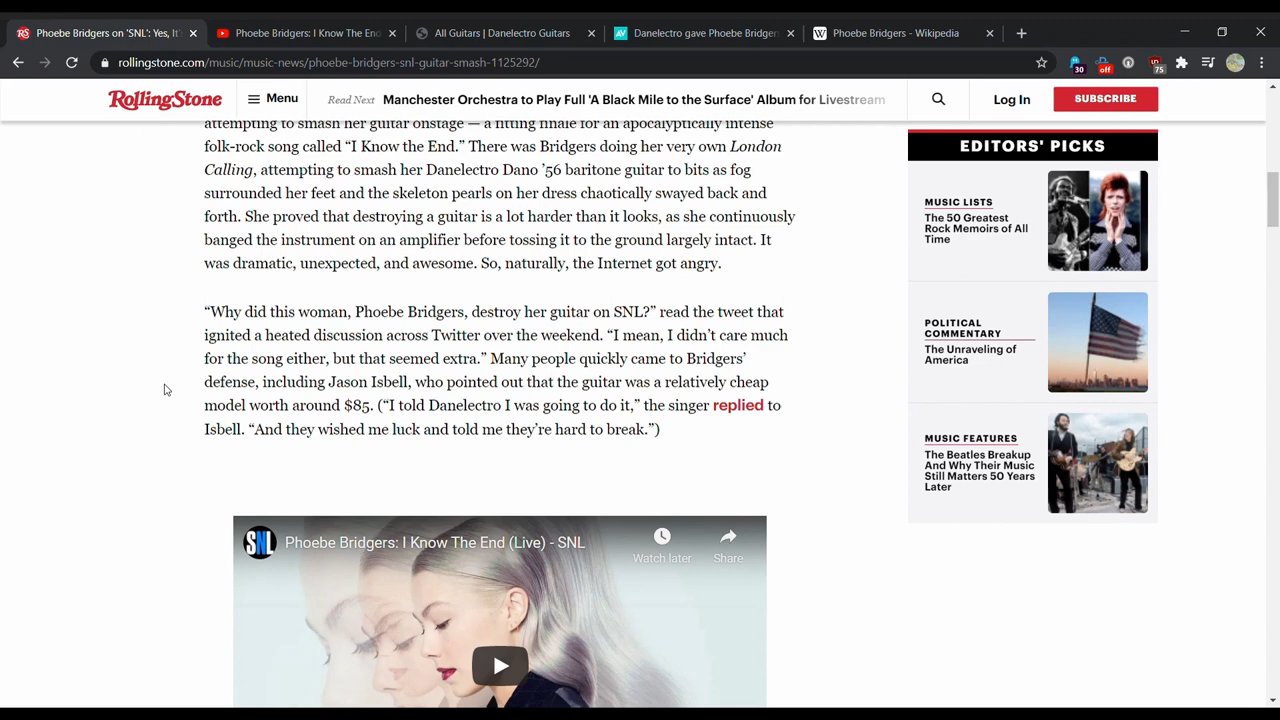 Phoebe Bridgers on 'SNL': Yes, It'
Phoebe Bridgers: I Know The End
All Guitars | Danelectro Guitars
Danelectro gave Phoebe Bridger
Phoebe Bridgers - Wikipedia
rollingstone.com/music/music-news/phoebe-bridgers-snl-guitar-smash-1125292/
30
off
75
RollingStone
Menu
Read Next
Manchester Orchestra to Play Full 'A Black Mile to the Surface' Album for Livestream
Log In
SUBSCRIBE
attempting to smash her guitar onstage — a fitting finale for an apocalyptically intense
folk-rock song called “I Know the End.” There was Bridgers doing her very own London
Calling, attempting to smash her Danelectro Dano ’56 baritone guitar to bits as fog
surrounded her feet and the skeleton pearls on her dress chaotically swayed back and
forth. She proved that destroying a guitar is a lot harder than it looks, as she continuously
banged the instrument on an amplifier before tossing it to the ground largely intact. It
was dramatic, unexpected, and awesome. So, naturally, the Internet got angry.
“Why did this woman, Phoebe Bridgers, destroy her guitar on SNL?” read the tweet that
ignited a heated discussion across Twitter over the weekend. “I mean, I didn’t care much
for the song either, but that seemed extra.” Many people quickly came to Bridgers’
defense, including Jason Isbell, who pointed out that the guitar was a relatively cheap
model worth around $85. (“I told Danelectro I was going to do it,” the singer replied to
Isbell. “And they wished me luck and told me they’re hard to break.”)
SNL
Phoebe Bridgers: I Know The End (Live) - SNL
Watch later
Share
EDITORS' PICKS
MUSIC LISTS
The 50 Greatest
Rock Memoirs of All
Time
POLITICAL
COMMENTARY
The Unraveling of
America
MUSIC FEATURES
The Beatles Breakup
And Why Their Music
Still Matters 50 Years
Later